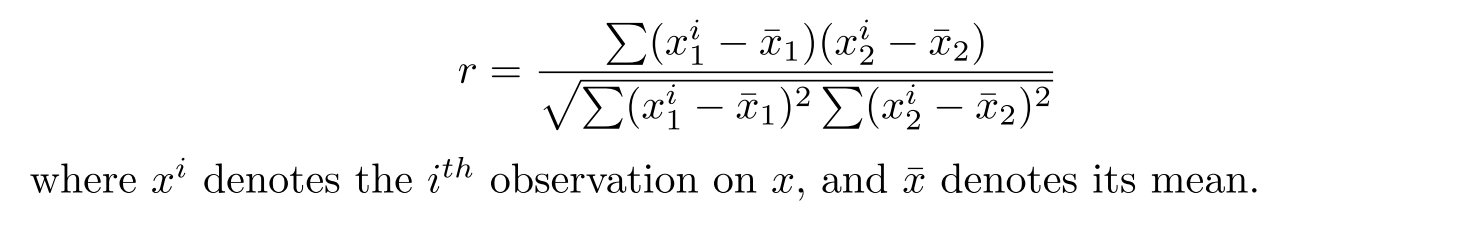 r = \frac{\sum (x_1^i - \bar{x}_1)(x_2^i - \bar{x}_2)}{\sqrt{\sum (x_1^i - \bar{x}_1)^2 \sum (x_2^i - \bar{x}_2)^2}}
where x^i denotes the i^{th} observation on x, and \bar{x} denotes its mean.